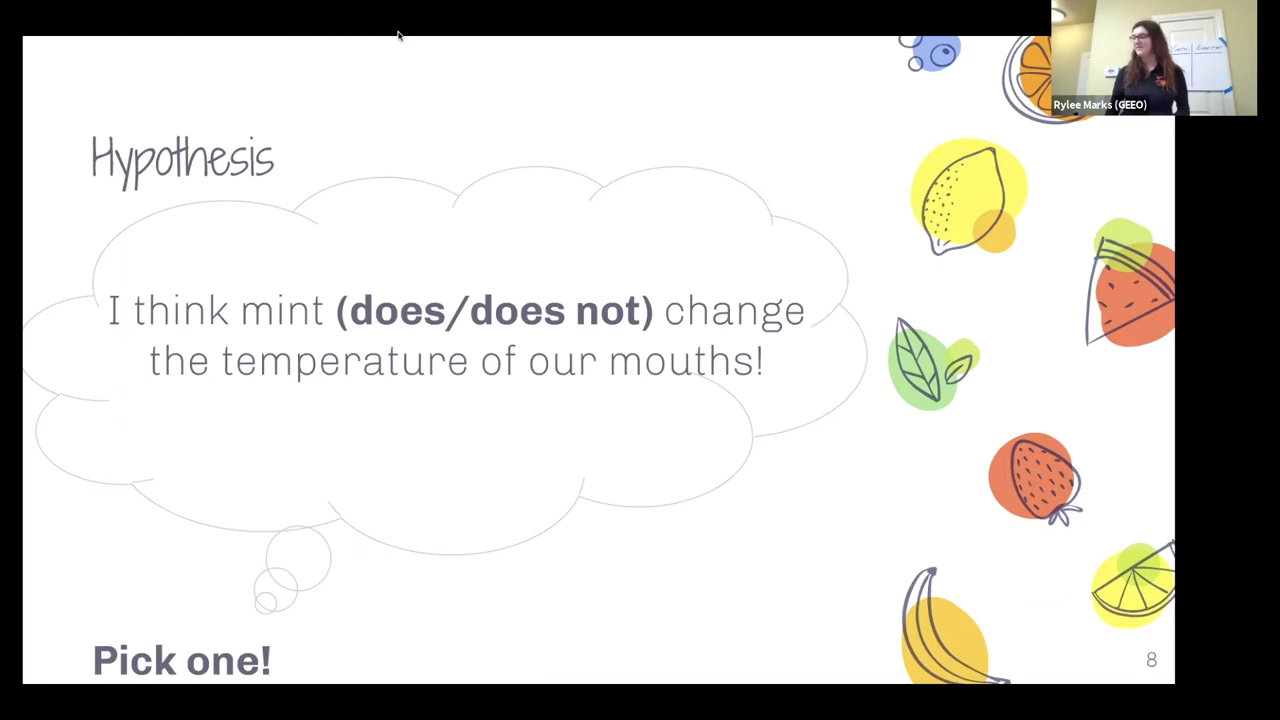 Hypothesis
I think mint (does/does not) change
the temperature of our mouths!
Pick one!
8
Rylee Marks (GEEO)